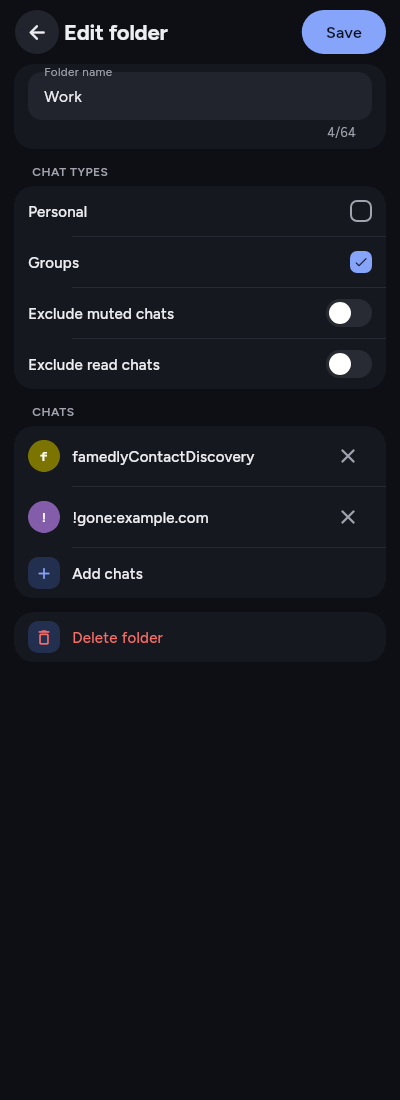 Edit folder
Save
Folder name
Work
4/64
CHAT TYPES
Personal
Groups
Exclude muted chats
Exclude read chats
CHATS
f
famedlyContactDiscovery
!
!gone:example.com
Add chats
Delete folder